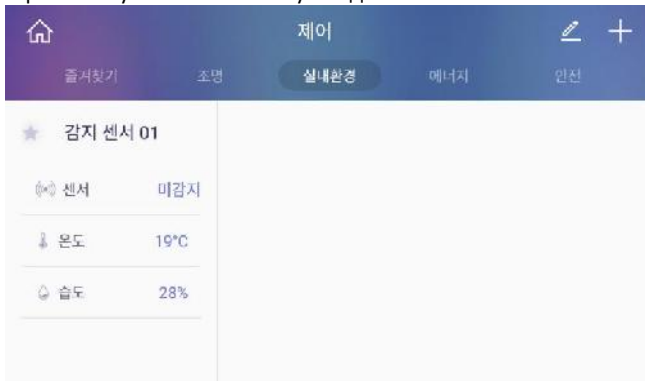 제어
즐겨찾기 조명 실내환경 에너지 안전
감지 센서 01
센서 미감지
온도 19°C
습도 28%